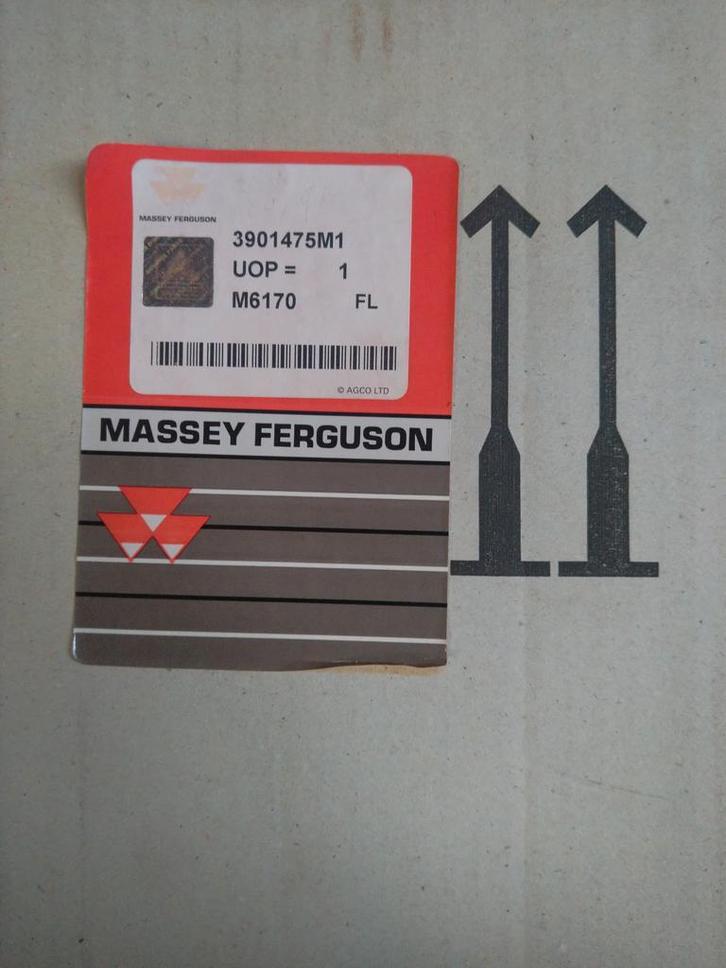 MASSEY FERGUSON
3901475M1
UOP = 1
M6170 FL
© AGCO LTD
MASSEY FERGUSON